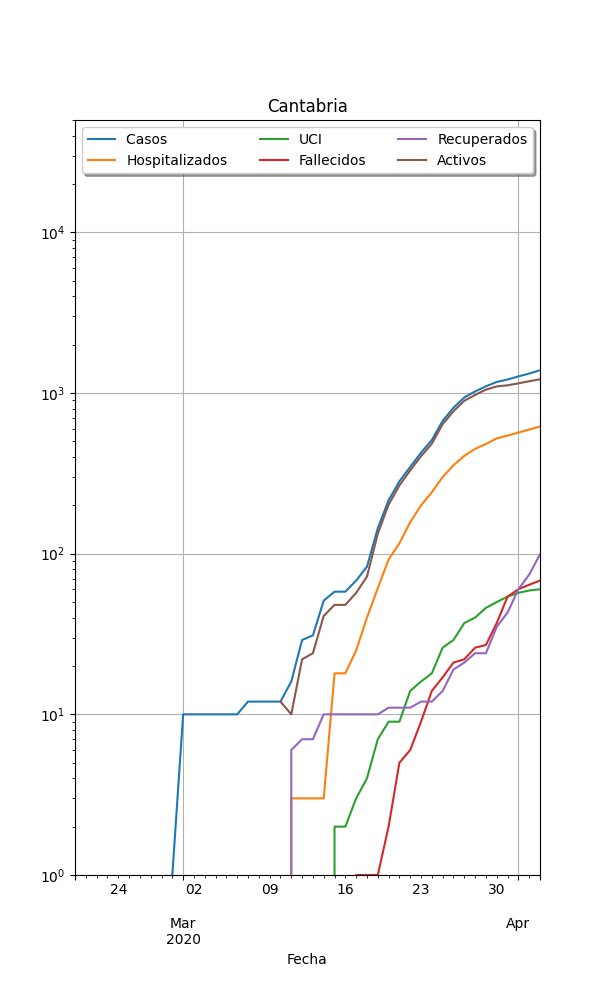 Cantabria
Casos UCI Recuperados
Hospitalizados Fallecidos Activos
10^4
10^3
10^2
10^1
10^0
24 02 09 16 23 30
Mar Apr
2020
Fecha